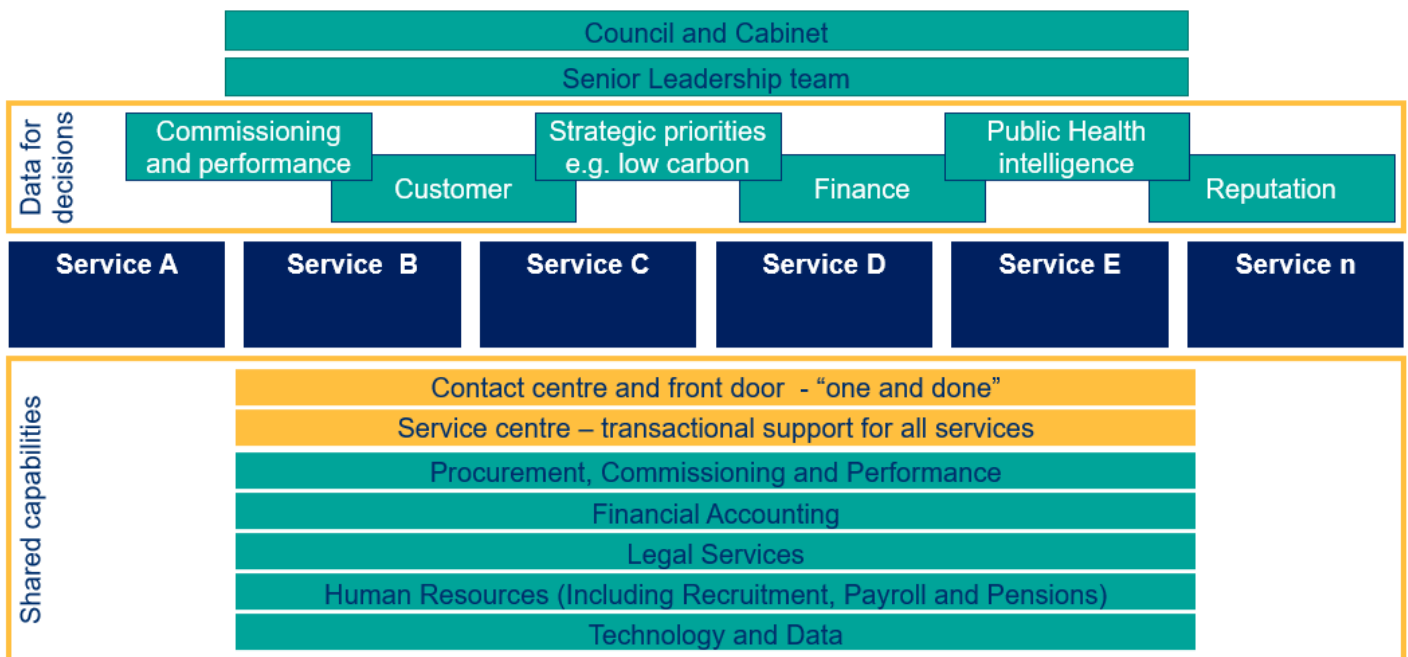 Council and Cabinet
Senior Leadership team
Data for
decisions
Commissioning
and performance
Customer
Strategic priorities
e.g. low carbon
Finance
Public Health
intelligence
Reputation
Service A
Service B
Service C
Service D
Service E
Service n
Shared capabilities
Contact centre and front door - “one and done”
Service centre – transactional support for all services
Procurement, Commissioning and Performance
Financial Accounting
Legal Services
Human Resources (Including Recruitment, Payroll and Pensions)
Technology and Data